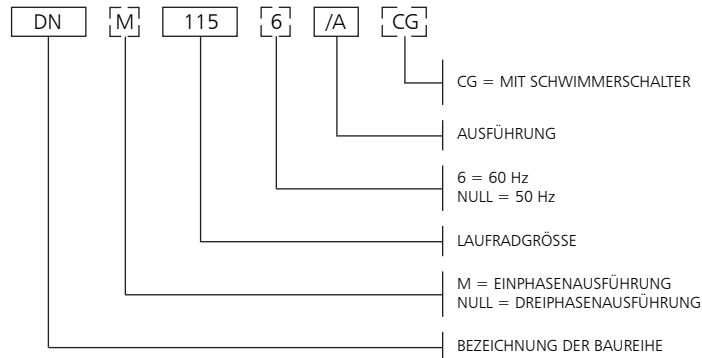 DN M 115 6 /A CG
CG = MIT SCHWIMMERSCHALTER
AUSFÜHRUNG
6 = 60 Hz
NULL = 50 Hz
LAUFRADGRÖSSE
M = EINPHASENAUSFÜHRUNG
NULL = DREIPHASENAUSFÜHRUNG
BEZEICHNUNG DER BAUREIHE